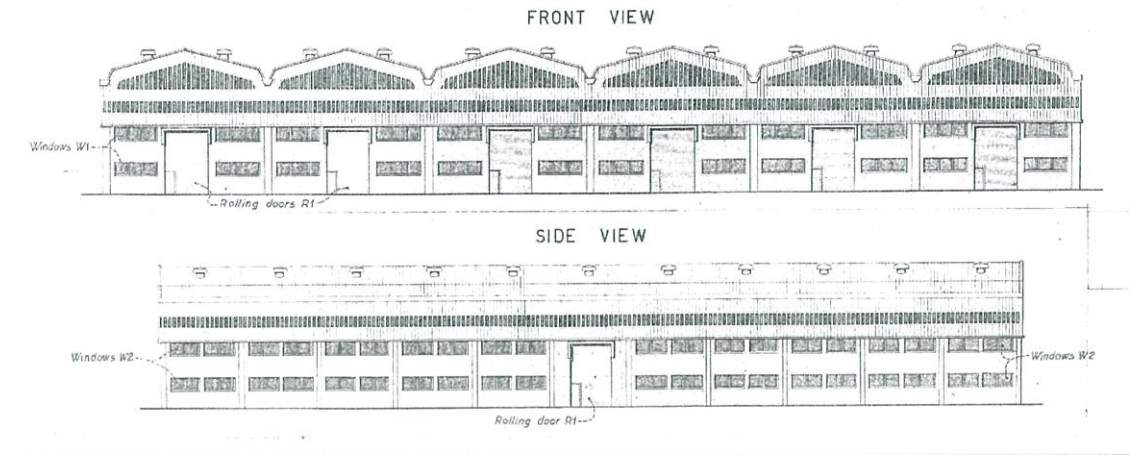 FRONT VIEW
Windows W1
Rolling doors R1
SIDE VIEW
Windows W2
Windows W2
Rolling door R1